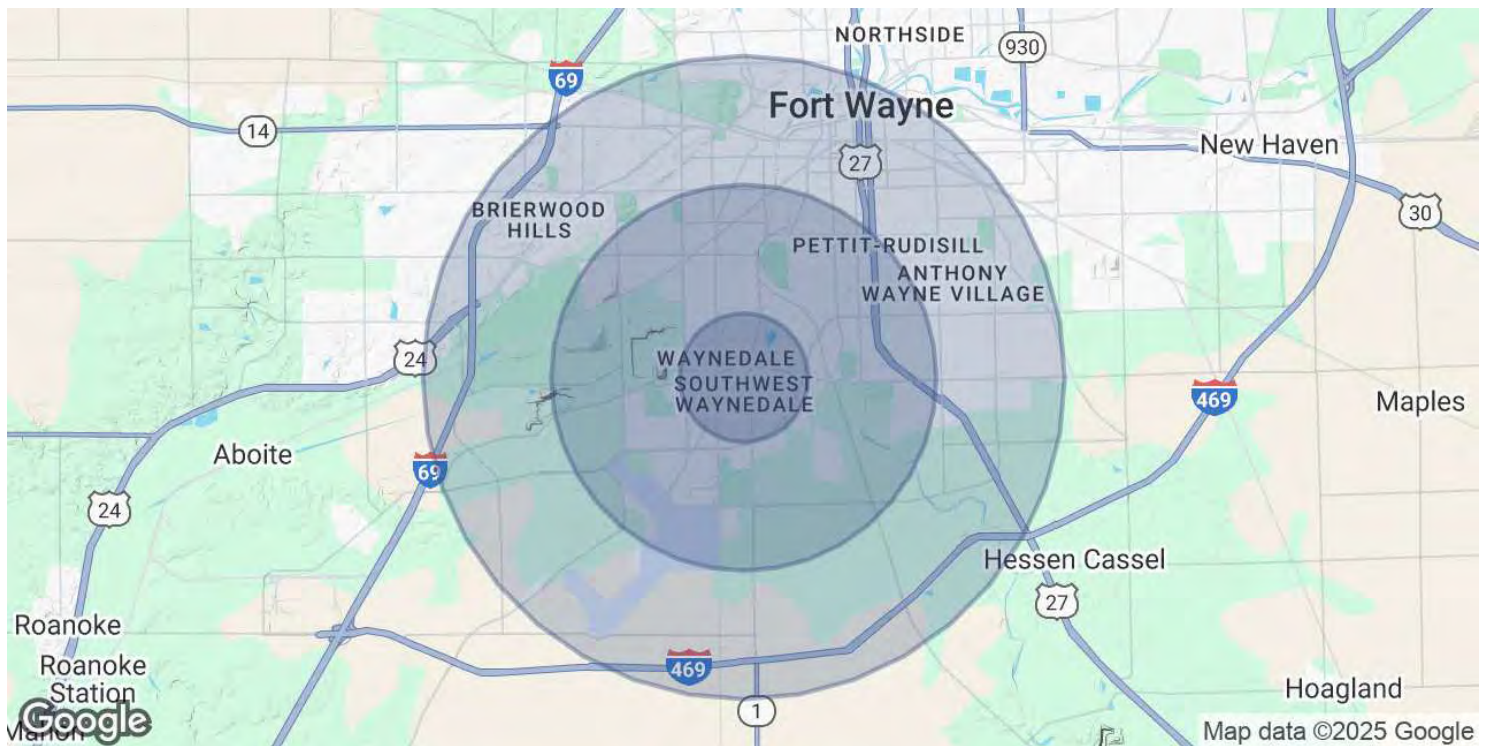 NORTHSIDE
930
69
Fort Wayne
14
New Haven
27
30
BRIERWOOD
HILLS
PETTIT-RUDISILL
ANTHONY
WAYNE VILLAGE
24
WAYNEDALE
SOUTHWEST
WAYNEDALE
469
Maples
Aboite
69
24
Hessen Cassel
27
Roanoke
Roanoke
Station
469
Hoagland
1
Google
Map data ©2025 Google